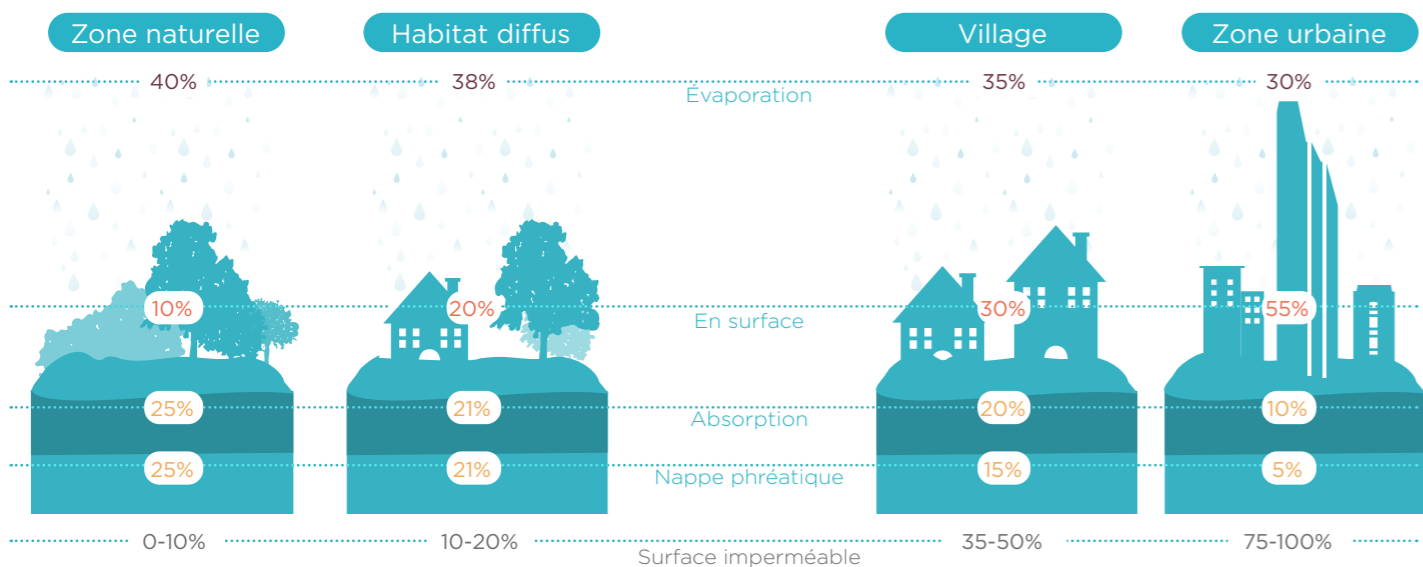 Zone naturelle Habitat diffus Village Zone urbaine
40% 38% 35% 30%
Évaporation
10% 20% 30% 55%
En surface
25% 21% 20% 10%
Absorption
25% 21% 15% 5%
Nappe phréatique
0-10% 10-20% 35-50% 75-100%
Surface imperméable